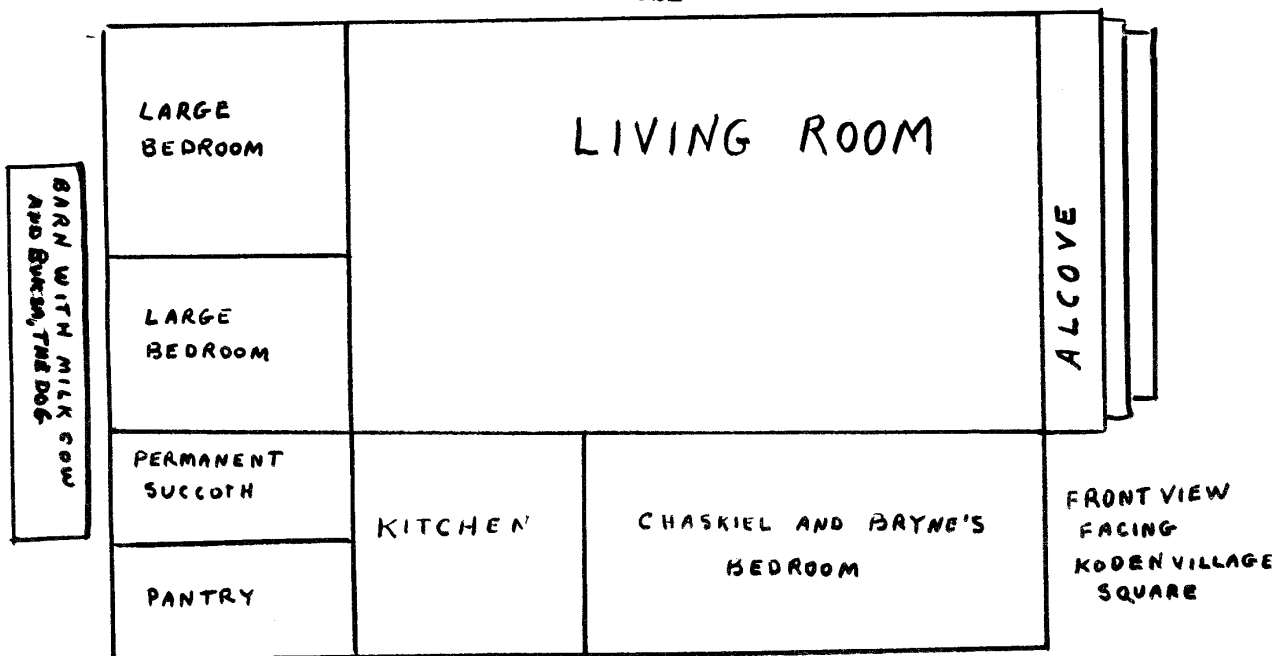 LARGE
BEDROOM
LIVING ROOM
ALCOVE
BARN WITH MILK COW
AND THE DOG
LARGE
BEDROOM
PERMANENT
SUCCOTH
KITCHEN
CHASKIEL AND BRYNE'S
BEDROOM
PANTRY
FRONT VIEW
FACING
KODEN VILLAGE
SQUARE